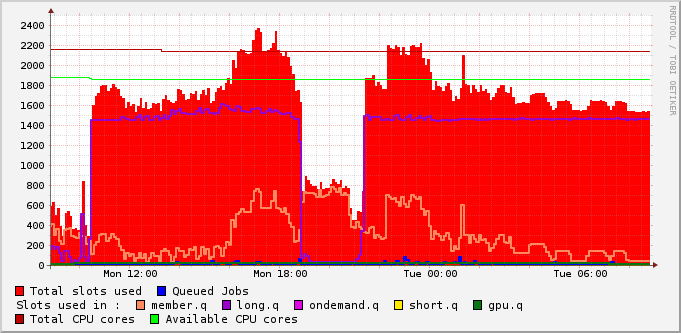 2400
2200
2000
1800
1600
1400
1200
1000
800
600
400
200
0
Mon 12:00 Mon 18:00 Tue 00:00 Tue 06:00
RRDTOOL / TOBI OETIKER
Total slots used Queued Jobs
Slots used in : member.q long.q ondemand.q short.q gpu.q
Total CPU cores Available CPU cores